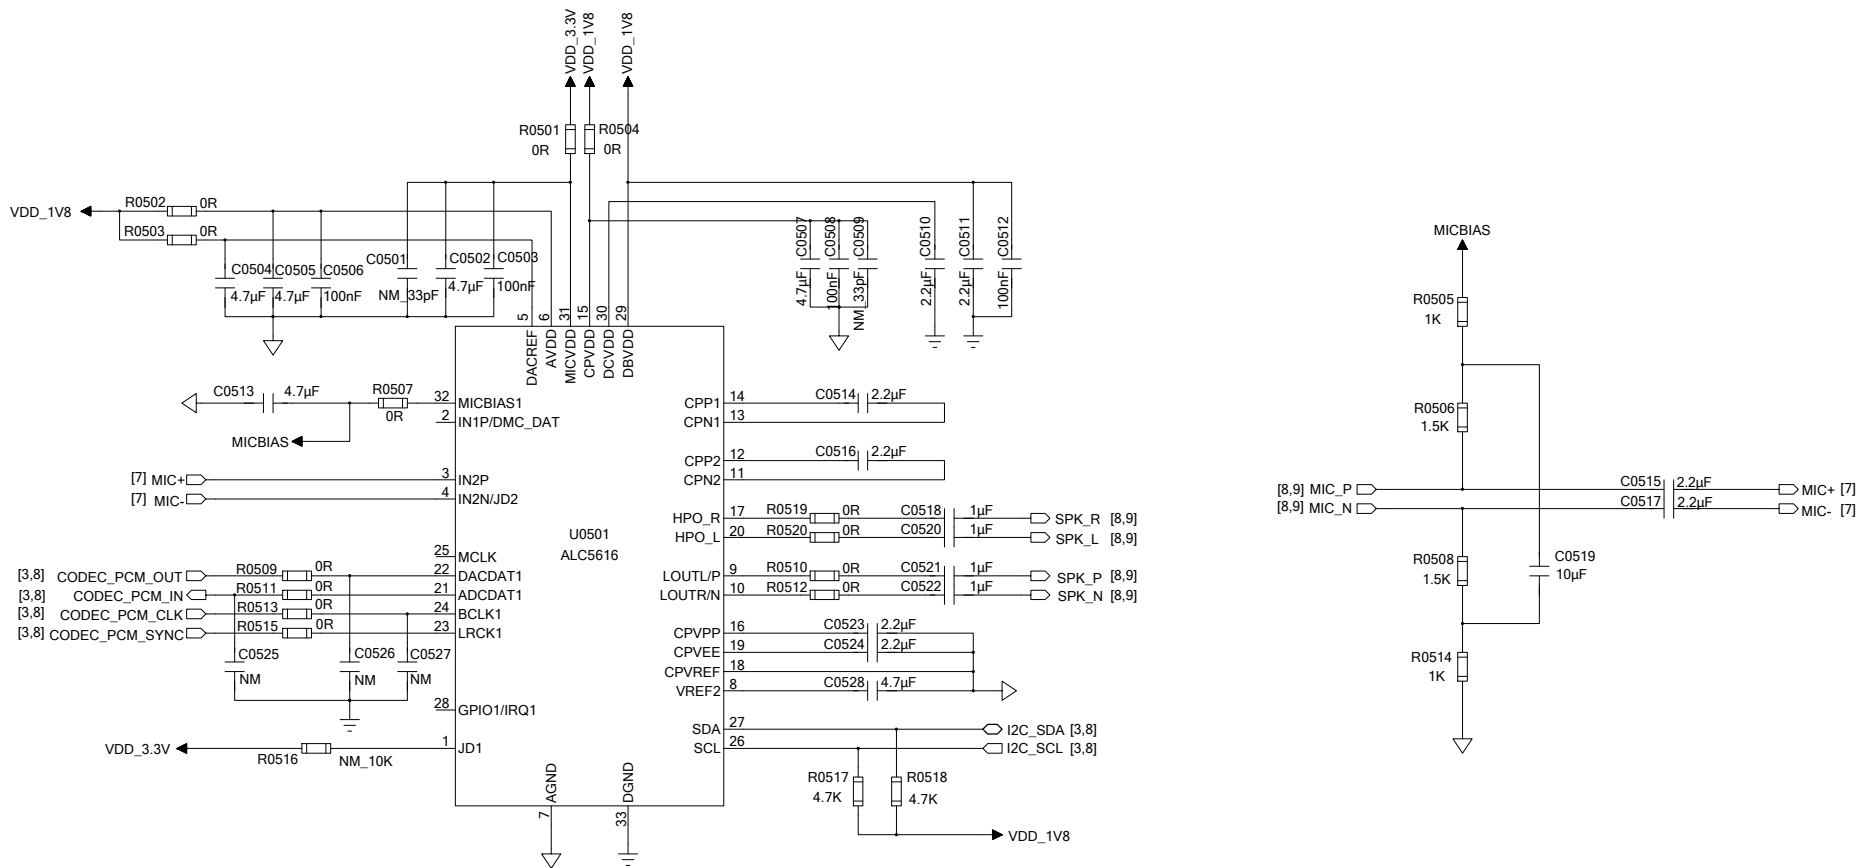 VDD_3.3V
VDD_1V8
VDD_1V8
R0501
0R
R0504
0R
VDD_1V8
R0502
0R
R0503
0R
C0504
4.7µF
C0505
4.7µF
C0506
100nF
C0501
NM_33pF
C0502
4.7µF
C0503
100nF
C0507
4.7µF
C0508
100nF
C0509
NM_33pF
C0510
2.2µF
C0511
2.2µF
C0512
100nF
5
6
31
15
30
29
DACREF
AVDD
MICVDD
CPVDD
DCVDD
DBVDD
C0513
4.7µF
R0507
0R
32
MICBIAS1
2
IN1P/DMC_DAT
MICBIAS
[7] MIC+
3
IN2P
[7] MIC-
4
IN2N/JD2
U0501
ALC5616
25
MCLK
[3,8] CODEC_PCM_OUT
R0509
0R
22
DACDAT1
[3,8] CODEC_PCM_IN
R0511
0R
21
ADCDAT1
[3,8] CODEC_PCM_CLK
R0513
0R
24
BCLK1
[3,8] CODEC_PCM_SYNC
R0515
0R
23
LRCK1
C0525
NM
C0526
NM
C0527
NM
28
GPIO1/IRQ1
VDD_3.3V
R0516
NM_10K
1
JD1
AGND
7
DGND
33
CPP1
14
C0514
2.2µF
CPN1
13
CPP2
12
C0516
2.2µF
CPN2
11
HPO_R
17
R0519
0R
C0518
1µF
SPK_R [8,9]
HPO_L
20
R0520
0R
C0520
1µF
SPK_L [8,9]
LOUTL/P
9
R0510
0R
C0521
1µF
SPK_P [8,9]
LOUTR/N
10
R0512
0R
C0522
1µF
SPK_N [8,9]
CPVPP
16
C0523
2.2µF
CPVEE
19
C0524
2.2µF
CPVREF
18
VREF2
8
C0528
4.7µF
SDA
27
I2C_SDA [3,8]
SCL
26
I2C_SCL [3,8]
R0517
4.7K
R0518
4.7K
VDD_1V8
MICBIAS
R0505
1K
R0506
1.5K
[8,9] MIC_P
C0515
2.2µF
MIC+ [7]
[8,9] MIC_N
C0517
2.2µF
MIC- [7]
R0508
1.5K
C0519
10µF
R0514
1K